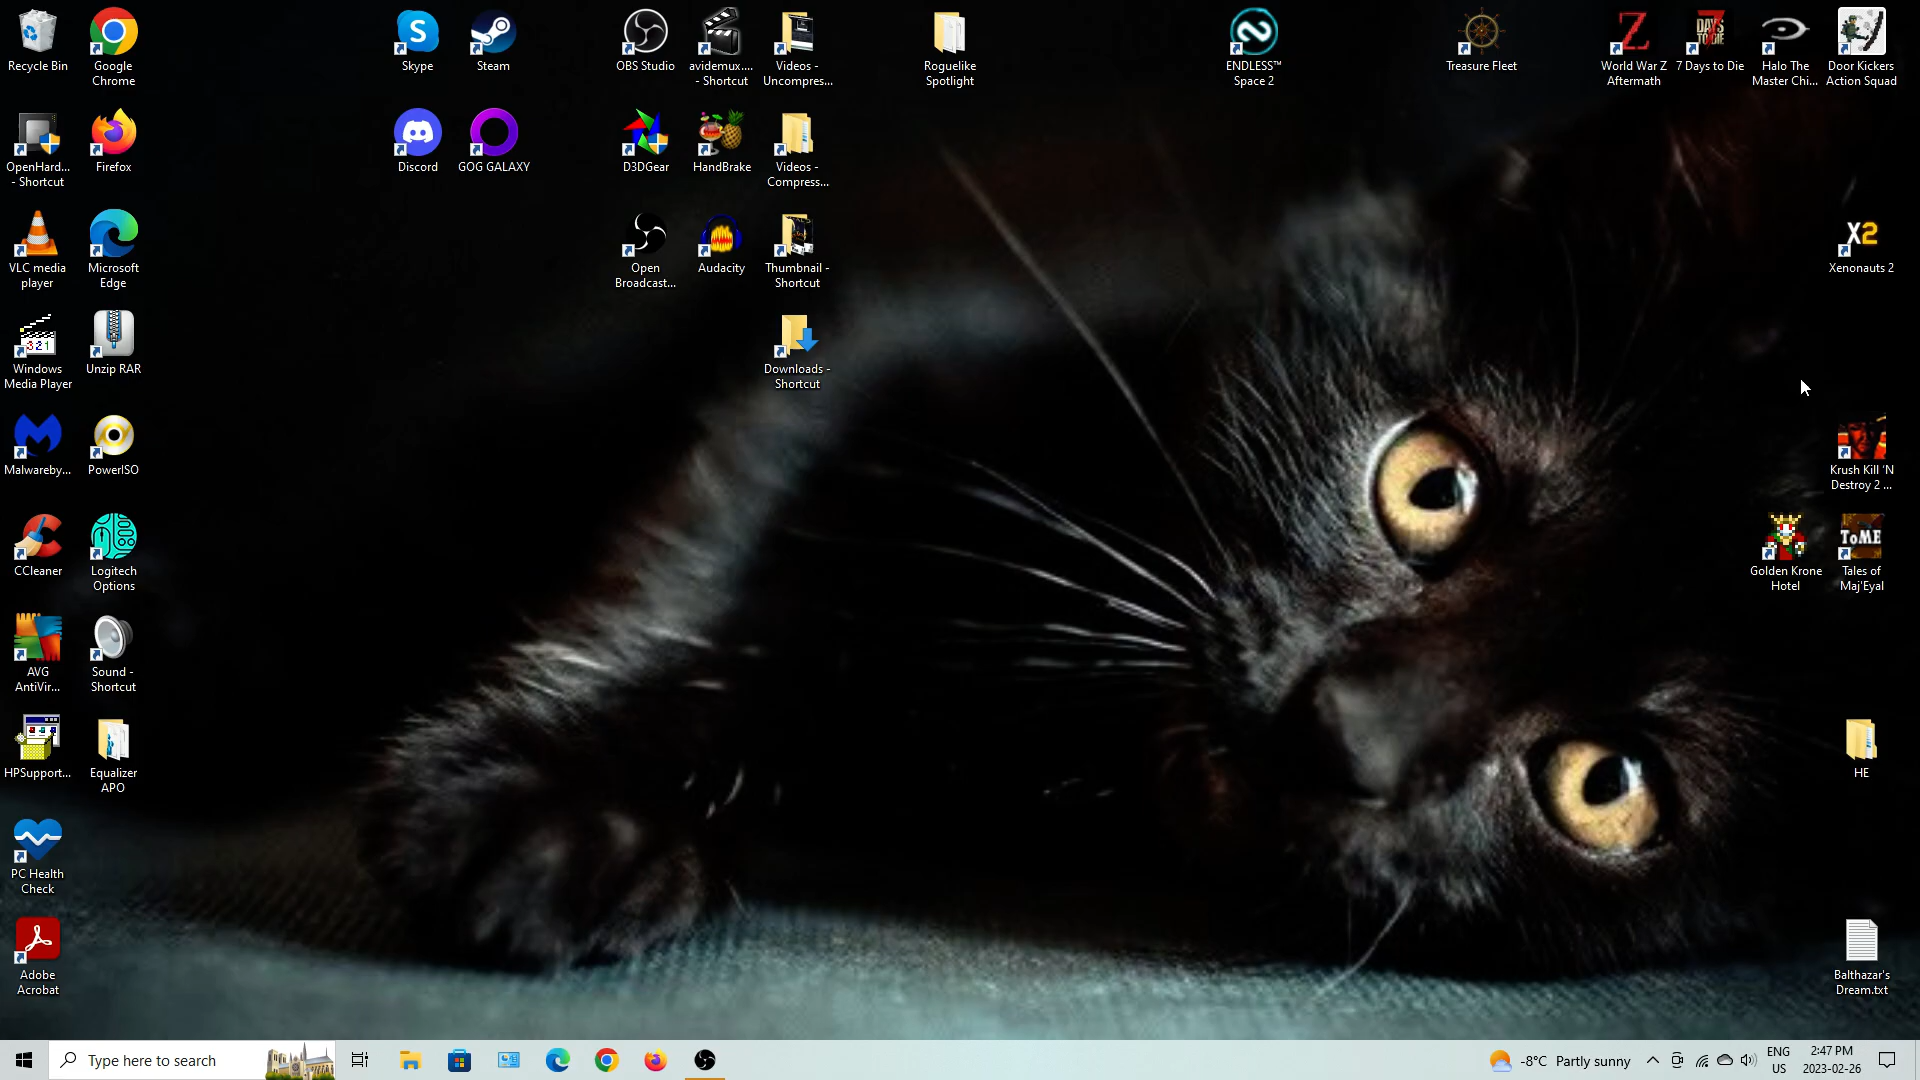 Recycle Bin
Google
Chrome
Skype
Steam
OBS Studio
avidemux....
- Shortcut
Videos -
Uncompres...
Roguelike
Spotlight
ENDLESS™
Space 2
Treasure Fleet
World War Z
Aftermath
7 Days to Die
Halo The
Master Chi...
Door Kickers
Action Squad
OpenHard...
- Shortcut
Firefox
Discord
GOG GALAXY
D3DGear
HandBrake
Videos -
Compress...
VLC media
player
Microsoft
Edge
Open
Broadcast...
Audacity
Thumbnail -
Shortcut
X2
Xenonauts 2
321
Windows
Media Player
Unzip RAR
Downloads -
Shortcut
Malwareby...
PowerISO
Krush Kill 'N
Destroy 2 ...
CCleaner
Logitech
Options
Golden Krone
Hotel
ToME
Tales of
Maj'Eyal
AVG
AntiVir...
Sound -
Shortcut
HPSupport...
Equalizer
APO
HE
PC Health
Check
Adobe
Acrobat
Balthazar's
Dream.txt
Type here to search
-8°C Partly sunny
ENG
US
2:47 PM
2023-02-26